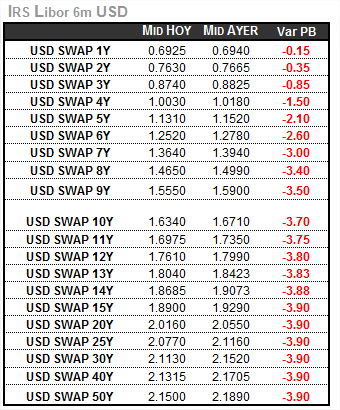 IRS Libor 6m USD
MID HOY MID AYER Var PB
USD SWAP 1Y 0.6925 0.6940 -0.15
USD SWAP 2Y 0.7630 0.7665 -0.35
USD SWAP 3Y 0.8740 0.8825 -0.85
USD SWAP 4Y 1.0030 1.0180 -1.50
USD SWAP 5Y 1.1310 1.1520 -2.10
USD SWAP 6Y 1.2520 1.2780 -2.60
USD SWAP 7Y 1.3640 1.3940 -3.00
USD SWAP 8Y 1.4650 1.4990 -3.40
USD SWAP 9Y 1.5550 1.5900 -3.50
USD SWAP 10Y 1.6340 1.6710 -3.70
USD SWAP 11Y 1.6975 1.7350 -3.75
USD SWAP 12Y 1.7610 1.7990 -3.80
USD SWAP 13Y 1.8040 1.8423 -3.83
USD SWAP 14Y 1.8685 1.9073 -3.88
USD SWAP 15Y 1.8900 1.9290 -3.90
USD SWAP 20Y 2.0160 2.0550 -3.90
USD SWAP 25Y 2.0770 2.1160 -3.90
USD SWAP 30Y 2.1130 2.1520 -3.90
USD SWAP 40Y 2.1315 2.1705 -3.90
USD SWAP 50Y 2.1500 2.1890 -3.90